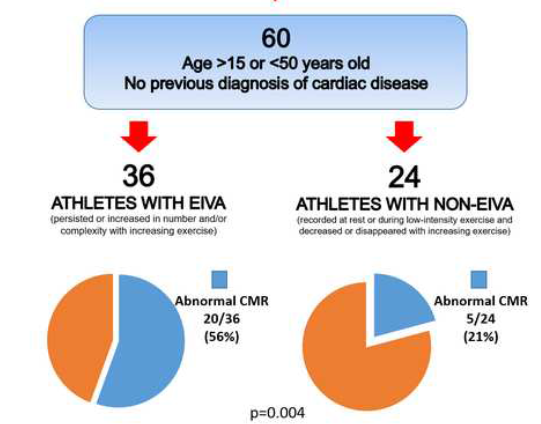 60
Age >15 or <50 years old
No previous diagnosis of cardiac disease
36
ATHLETES WITH EIVA
(persisted or increased in number and/or
complexity with increasing exercise)
24
ATHLETES WITH NON-EIVA
(recorded at rest or during low-intensity exercise and
decreased or disappeared with increasing exercise)
Abnormal CMR
20/36
(56%)
Abnormal CMR
5/24
(21%)
p=0.004